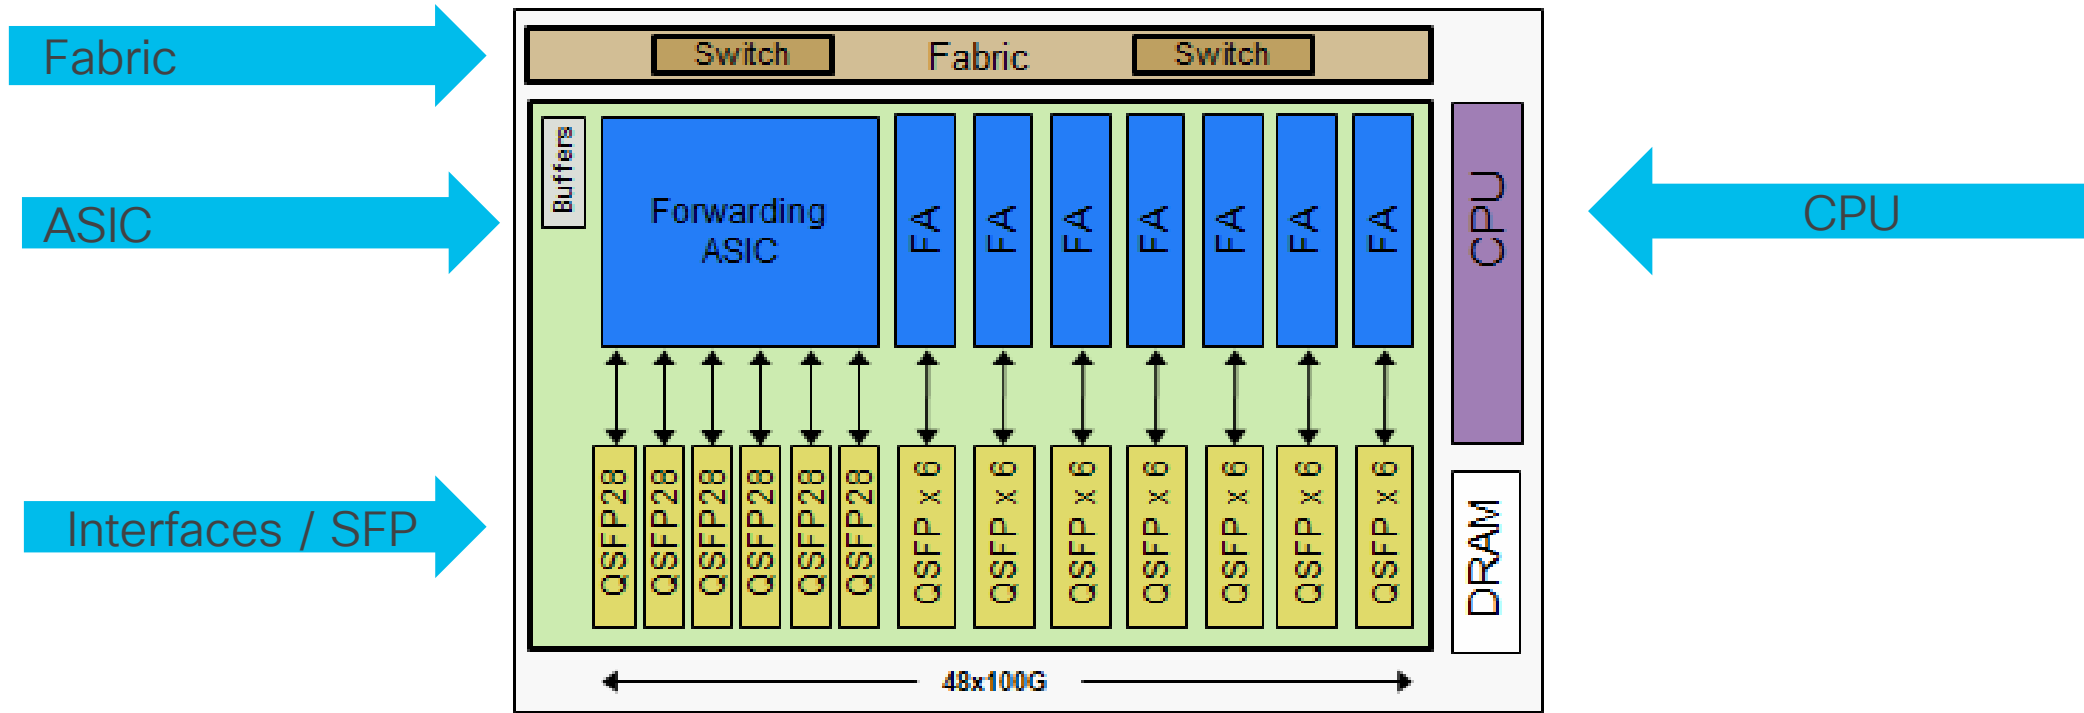 Fabric
Switch
Fabric
Switch
ASIC
Buffers
Forwarding
ASIC
FA
FA
FA
FA
FA
FA
FA
CPU
CPU
Interfaces / SFP
QSFP28
QSFP28
QSFP28
QSFP28
QSFP28
QSFP28
QSFP x 6
QSFP x 6
QSFP x 6
QSFP x 6
QSFP x 6
QSFP x 6
QSFP x 6
DRAM
48x100G